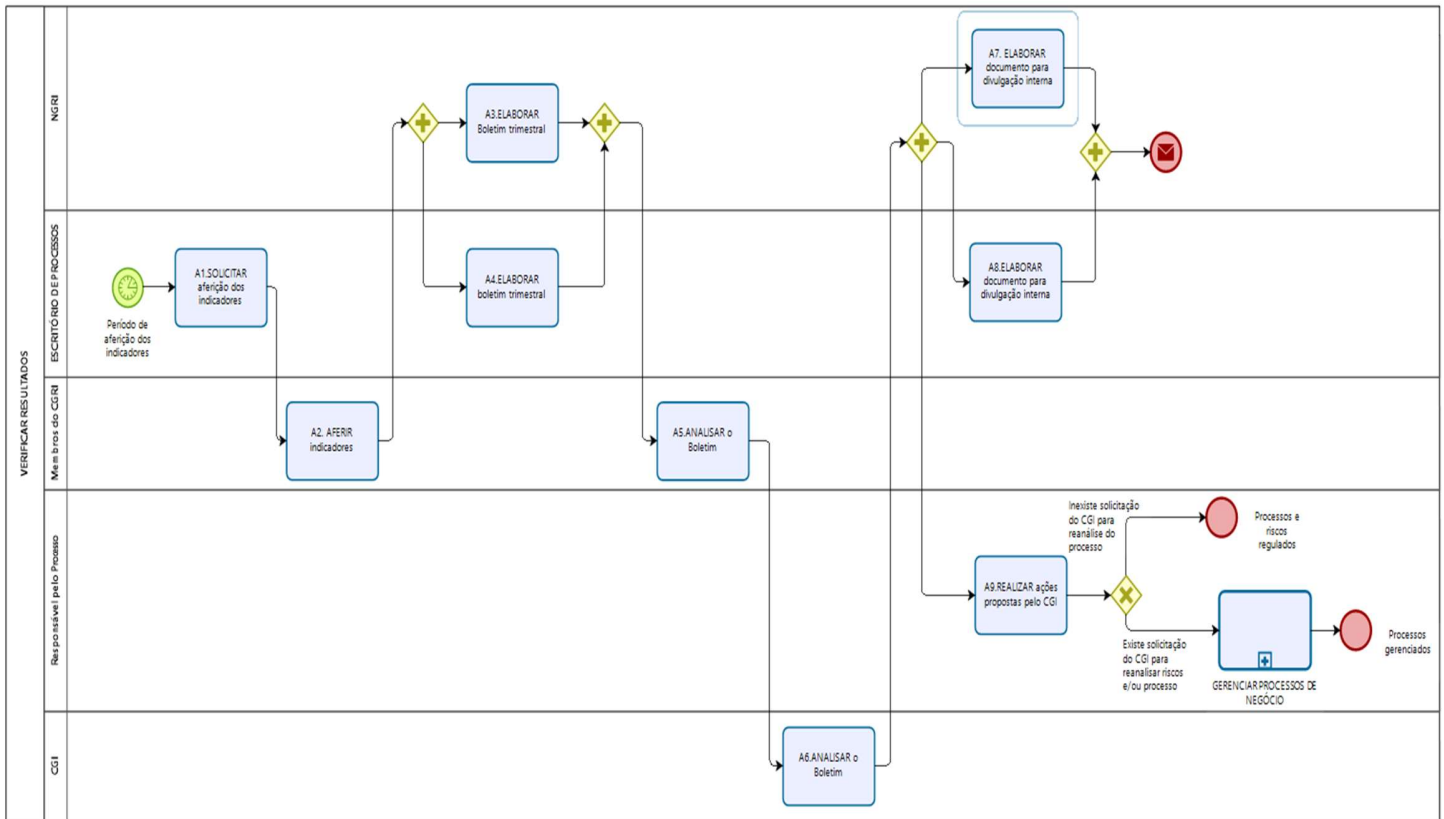 VERIFICAR RESULTADOS
NGRI
A3.ELABORAR
Boletim trimestral
A7. ELABORAR
documento para
divulgação interna
ESCRITÓRIO DE PROCESSOS
Período de
aferição dos
indicadores
A1.SOLICITAR
aferição dos
indicadores
A4.ELABORAR
boletim trimestral
A8.ELABORAR
documento para
divulgação interna
Membros do CGRI
A2. AFERIR
indicadores
A5.ANALISAR o
Boletim
Responsável pelo Processo
A9.REALIZAR ações
propostas pelo CGI
Inexiste solicitação
do CGI para
reanálise do
processo
Processos e
riscos
regulados
Existe solicitação
do CGI para
reanalisar riscos
e/ou processo
GERENCIAR PROCESSOS DE
NEGÓCIO
Processos
gerenciados
CGI
A6.ANALISAR o
Boletim